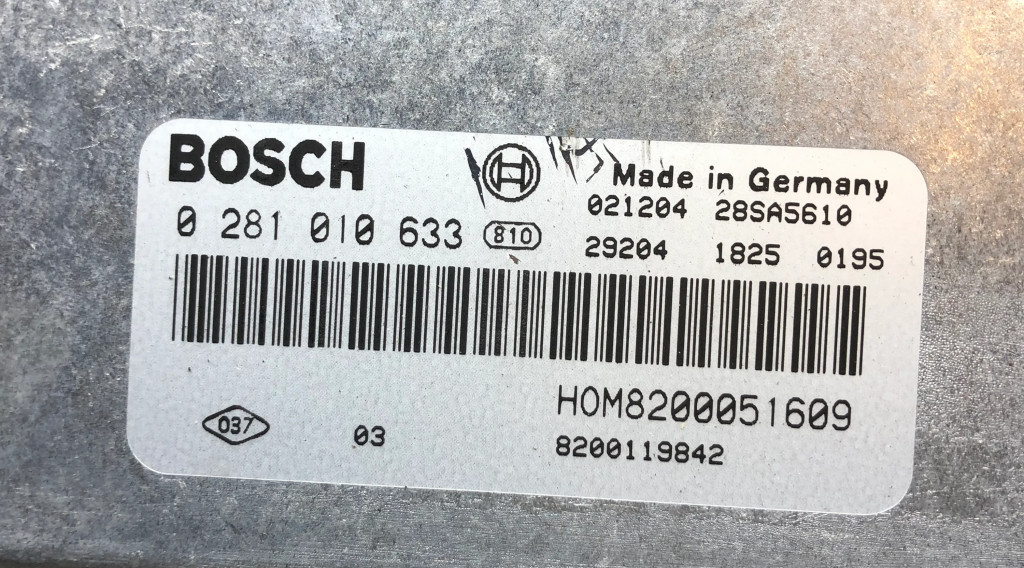 BOSCH
Made in Germany
0 281 010 633 810
021204 28SA5610
29204 1825 0195
HOM8200051609
037 03
8200119842